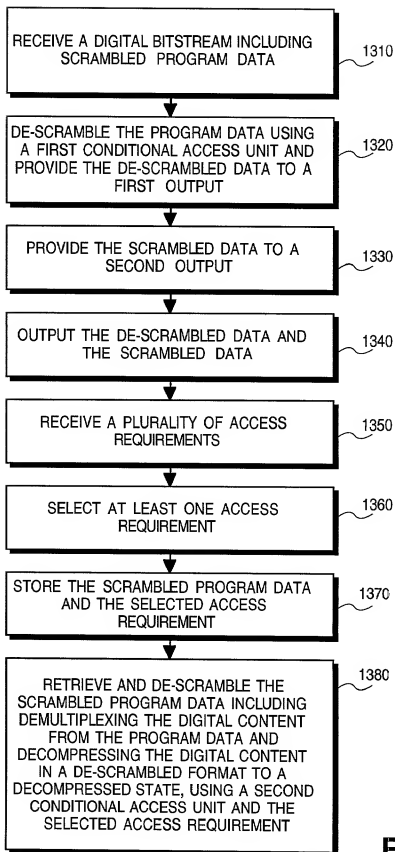 RECEIVE A DIGITAL BITSTREAM INCLUDING
SCRAMBLED PROGRAM DATA
1310
DE-SCRAMBLE THE PROGRAM DATA USING
A FIRST CONDITIONAL ACCESS UNIT AND
PROVIDE THE DE-SCRAMBLED DATA TO A
FIRST OUTPUT
1320
PROVIDE THE SCRAMBLED DATA TO A
SECOND OUTPUT
1330
OUTPUT THE DE-SCRAMBLED DATA AND
THE SCRAMBLED DATA
1340
RECEIVE A PLURALITY OF ACCESS
REQUIREMENTS
1350
SELECT AT LEAST ONE ACCESS
REQUIREMENT
1360
STORE THE SCRAMBLED PROGRAM DATA
AND THE SELECTED ACCESS
REQUIREMENT
1370
RETRIEVE AND DE-SCRAMBLE THE
SCRAMBLED PROGRAM DATA INCLUDING
DEMULTIPLEXING THE DIGITAL CONTENT
FROM THE PROGRAM DATA AND
DECOMPRESSING THE DIGITAL CONTENT
IN A DE-SCRAMBLED FORMAT TO A
DECOMPRESSED STATE, USING A SECOND
CONDITIONAL ACCESS UNIT AND THE
SELECTED ACCESS REQUIREMENT
1380